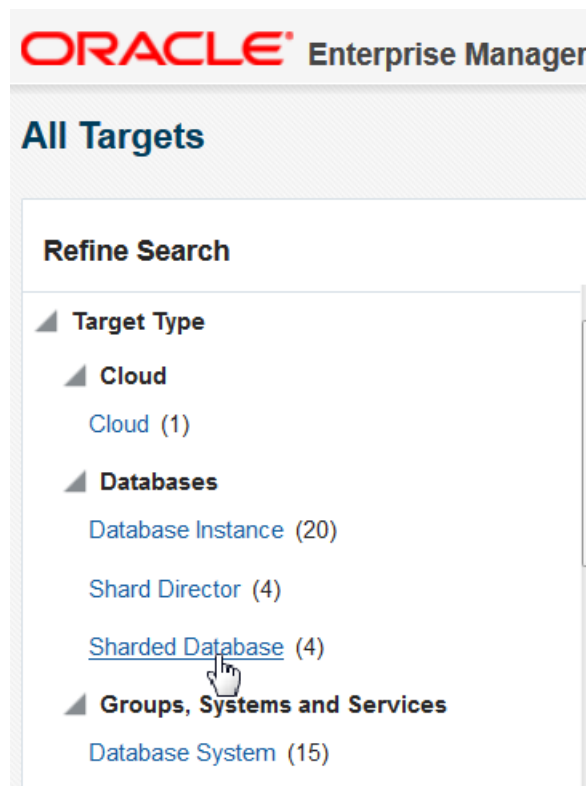 ORACLE Enterprise Manager
All Targets
Refine Search
Target Type
Cloud
Cloud (1)
Databases
Database Instance (20)
Shard Director (4)
Sharded Database (4)
Groups, Systems and Services
Database System (15)